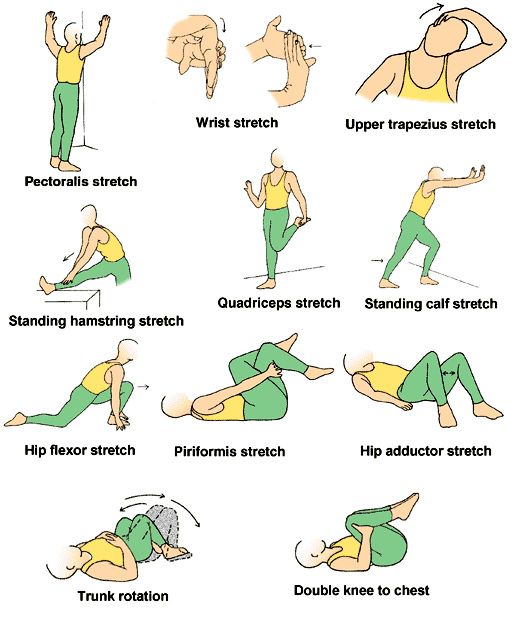 Wrist stretch
Upper trapezius stretch
Pectoralis stretch
Quadriceps stretch
Standing calf stretch
Standing hamstring stretch
Hip flexor stretch
Piriformis stretch
Hip adductor stretch
Trunk rotation
Double knee to chest